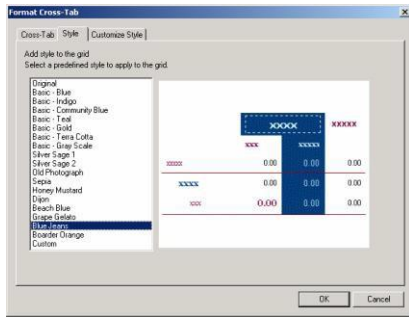 Format Cross-Tab
Cross-Tab Style Customize Style
Add style to the grid
Select a predefined style to apply to the grid.
Original
Basic - Blue
Basic - Indigo
Basic - Community Blue
Basic - Teal
Basic - Gold
Basic - Terra Cotta
Basic - Gray Scale
Silver Sage 1
Silver Sage 2
Old Photograph
Sepia
Honey Mustard
Dijon
Beach Blue
Grape Gelato
Blue Jeans
Boarder Orange
Custom
XXXX XXXXX
xxx xxxxx
xxxxx 0.00 0.00 0.00
xxxx 0.00 0.00 0.00
xxx 0.00 0.00 0.00
OK Cancel